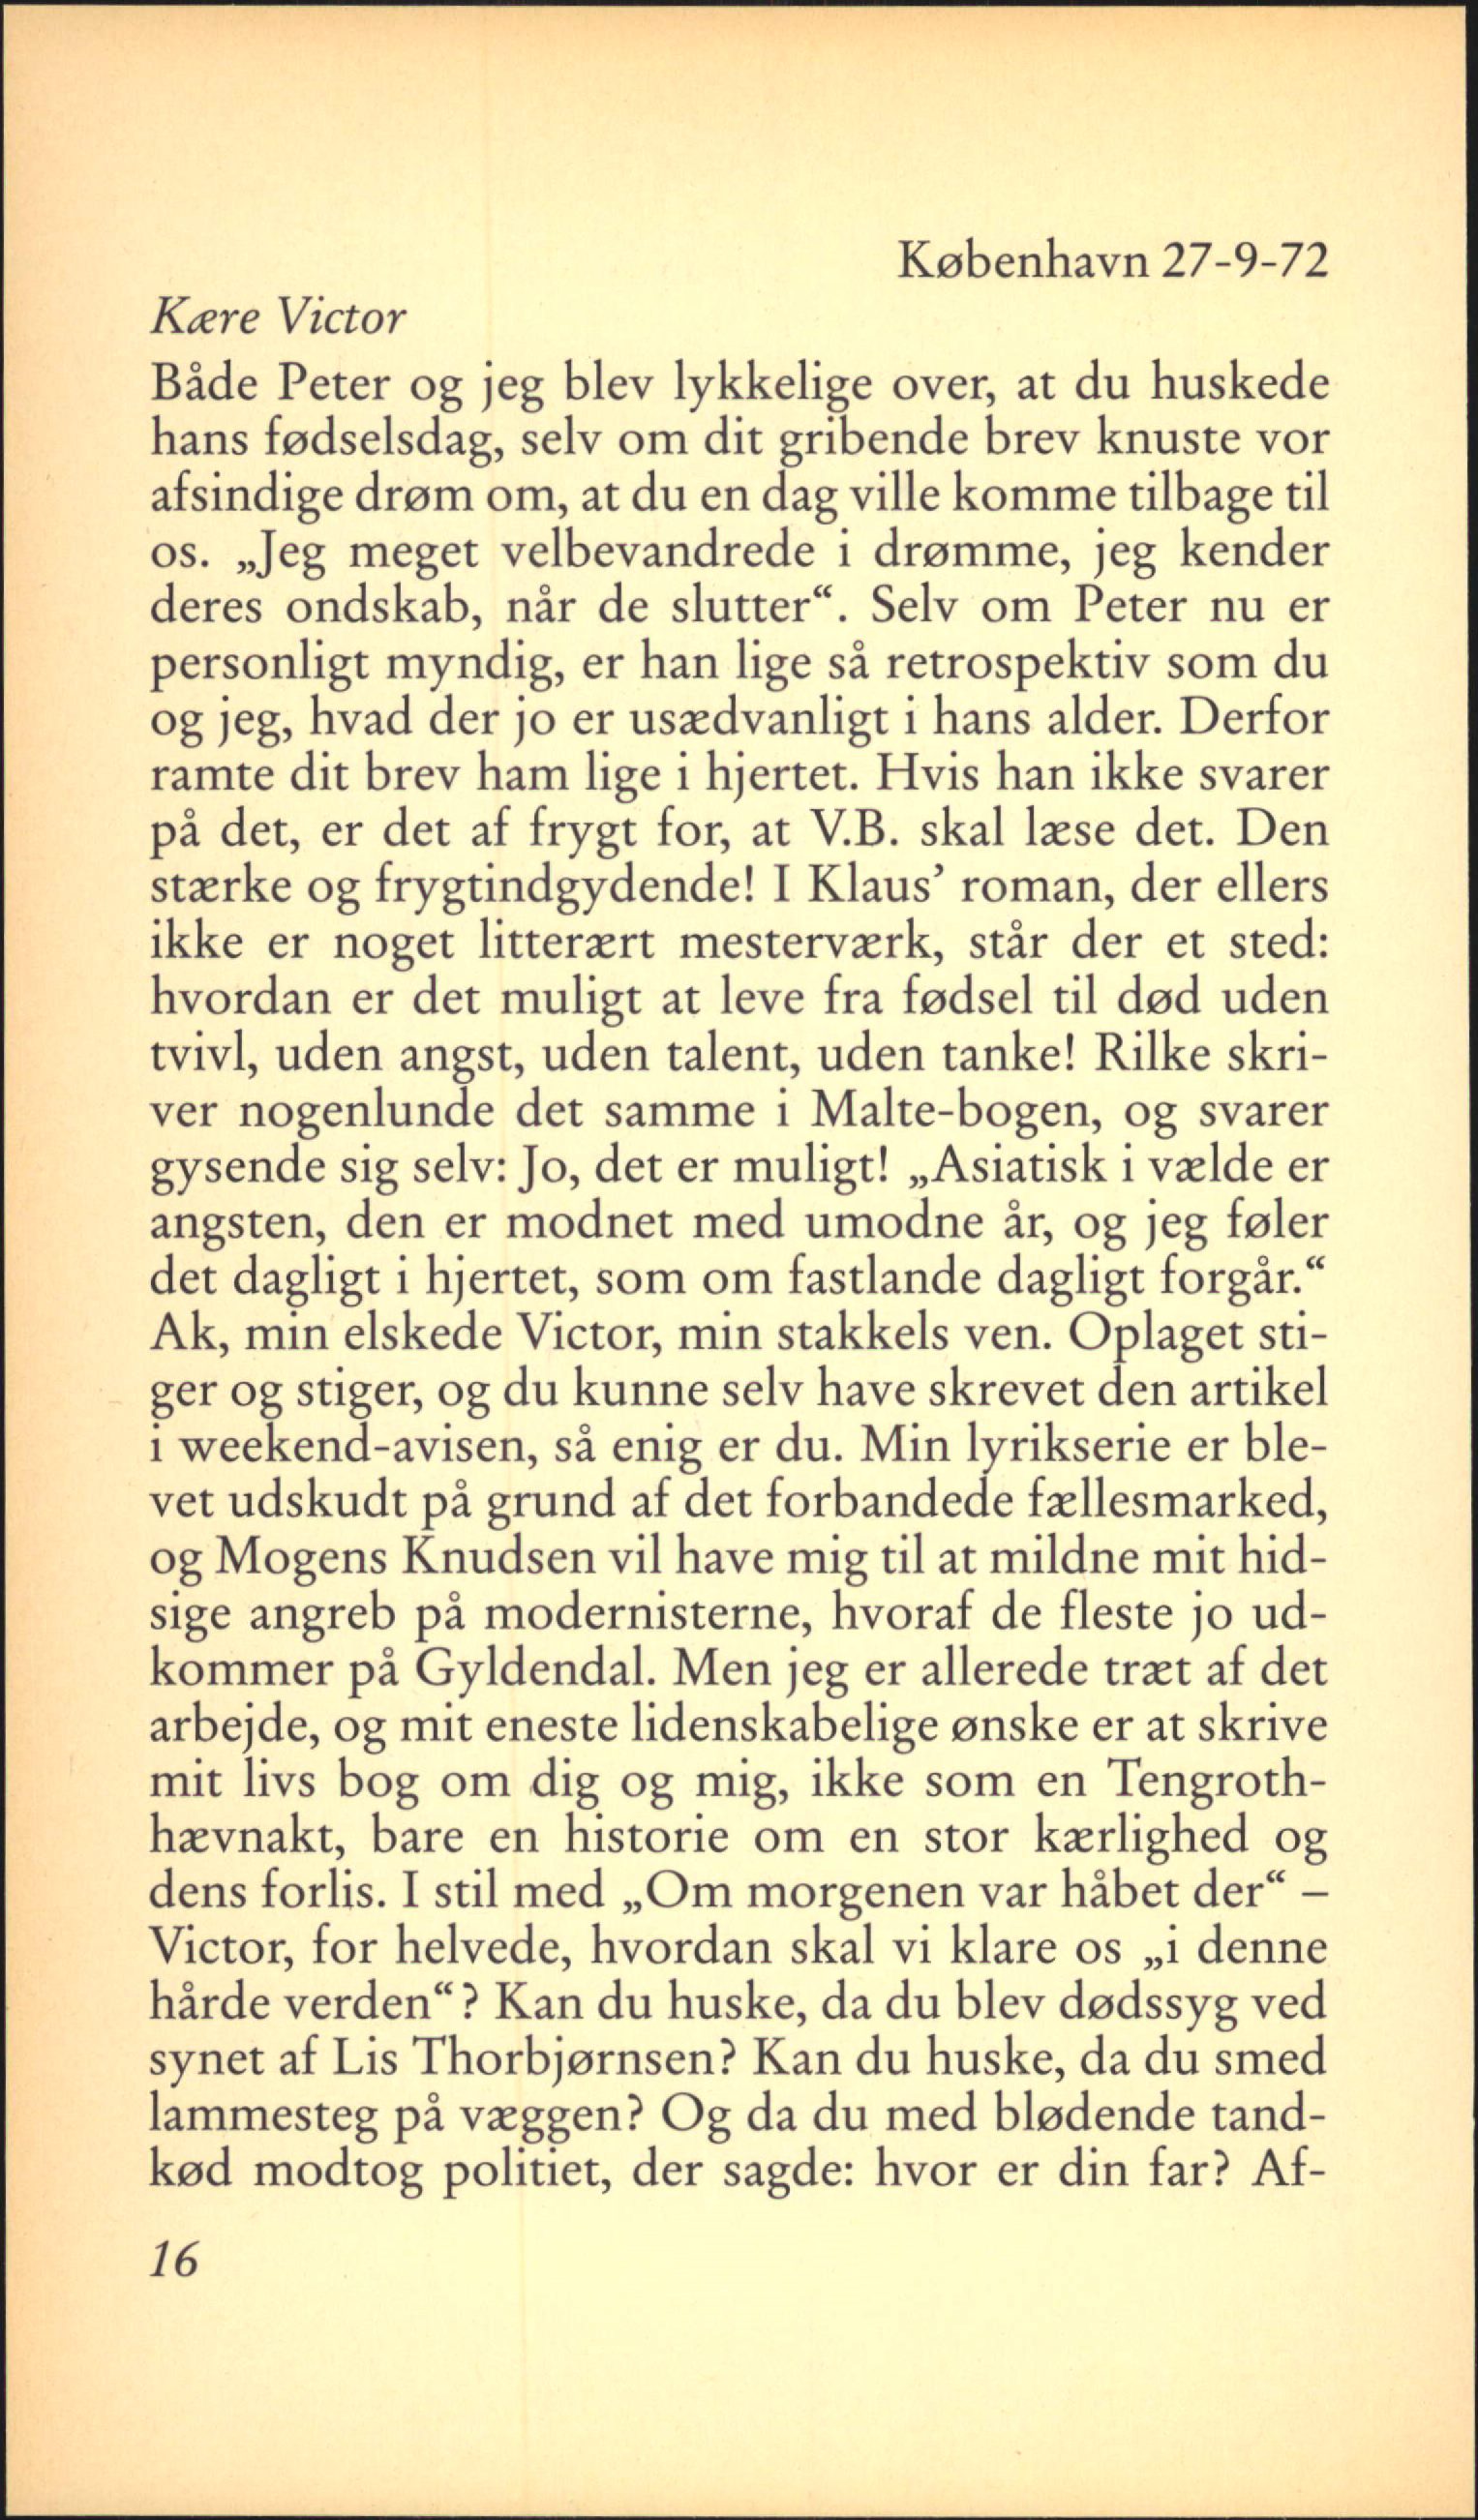 København 27-9-72
Kære Victor
Både Peter og jeg blev lykkelige over, at du huskede
hans fødselsdag, selv om dit gribende brev knuste vor
afsindige drøm om, at du en dag ville komme tilbage til
os. „Jeg meget velbevandrede i drømme, jeg kender
deres ondskab, når de slutter“. Selv om Peter nu er
personligt myndig, er han lige så retrospektiv som du
og jeg, hvad der jo er usædvanligt i hans alder. Derfor
ramte dit brev ham lige i hjertet. Hvis han ikke svarer
på det, er det af frygt for, at V.B. skal læse det. Den
stærke og frygtindgydende! I Klaus’ roman, der ellers
ikke er noget litterært mesterværk, står der et sted:
hvordan er det muligt at leve fra fødsel til død uden
tvivl, uden angst, uden talent, uden tanke! Rilke skri-
ver nogenlunde det samme i Malte-bogen, og svarer
gysende sig selv: Jo, det er muligt! „Asiatisk i vælde er
angsten, den er modnet med umodne år, og jeg føler
det dagligt i hjertet, som om fastlande dagligt forgår.“
Ak, min elskede Victor, min stakkels ven. Oplaget sti-
ger og stiger, og du kunne selv have skrevet den artikel
i weekend-avisen, så enig er du. Min lyrikserie er ble-
vet udskudt på grund af det forbandede fællesmarked,
og Mogens Knudsen vil have mig til at mildne mit hid-
sige angreb på modernisterne, hvoraf de fleste jo ud-
kommer på Gyldendal. Men jeg er allerede træt af det
arbejde, og mit eneste lidenskabelige ønske er at skrive
mit livs bog om dig og mig, ikke som en Tengroth-
hævnakt, bare en historie om en stor kærlighed og
dens forlis. I stil med „Om morgenen var håbet der“ –
Victor, for helvede, hvordan skal vi klare os „i denne
hårde verden“? Kan du huske, da du blev dødssyg ved
synet af Lis Thorbjørnsen? Kan du huske, da du smed
lammesteg på væggen? Og da du med blødende tand-
kød modtog politiet, der sagde: hvor er din far? Af-
16